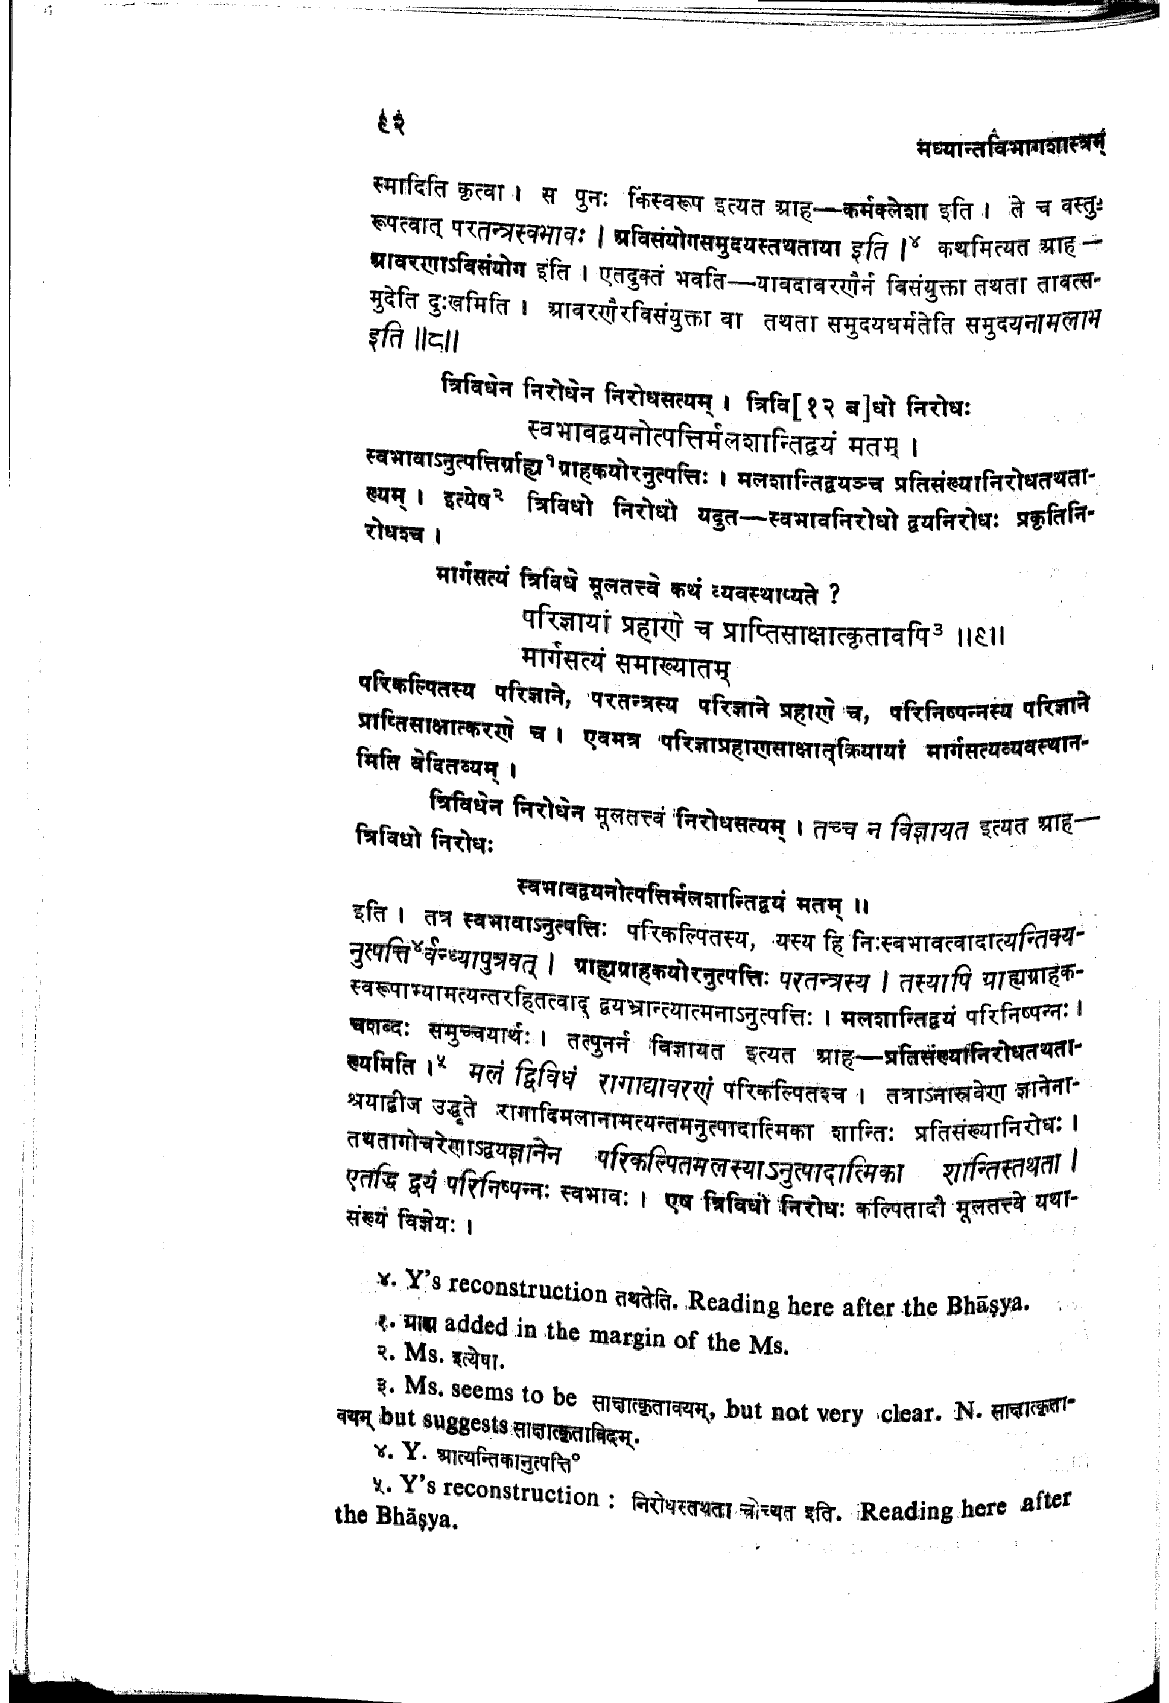 ९२
मध्यान्तविभागशास्त्रम्
स्मादिति कृत्वा । स पुनः किंस्वरूप इत्यत आह—कर्मक्लेशा इति । ते च वस्तु-
रूपत्वात् परतन्त्रस्वभावः । अविसंयोगसमुदयस्तथताया इति ।४ कथमित्यत आह—
आवरणाऽविसंयोग इति । एतदुक्तं भवति—यावदावरणैर्न विसंयुक्ता तथता तावत्स-
मुदेति दुःखमिति । आवरणैरविसंयुक्ता वा तथता समुदयधर्मतेति समुदयनामलाभ
इति ॥८॥
त्रिविधेन निरोधेन निरोधसत्यम् । त्रिवि[१२ ब]धो निरोधः
स्वभावद्वयनोत्पत्तिर्मलशान्तिद्वयं मतम् ।
स्वभावाऽनुत्पत्तिर्ग्राह्य१ग्राहकयोरनुत्पत्तिः । मलशान्तिद्वयञ्च प्रतिसंख्यानिरोधतथता-
ख्यम् । इत्येष२ त्रिविधो निरोधो यदुत—स्वभावनिरोधो द्वयनिरोधः प्रकृतिनि-
रोधश्च ।
मार्गसत्यं त्रिविधे मूलतत्त्वे कथं व्यवस्थाप्यते ?
परिज्ञायां प्रहाणे च प्राप्तिसाक्षात्कृतावपि३ ॥९॥
मार्गसत्यं समाख्यातम्
परिकल्पितस्य परिज्ञाने, परतन्त्रस्य परिज्ञाने प्रहाणे च, परिनिष्पन्नस्य परिज्ञाने
प्राप्तिसाक्षात्करणे च । एवमत्र परिज्ञाप्रहाणसाक्षात्क्रियायां मार्गसत्यव्यवस्थान-
मिति वेदितव्यम् ।
त्रिविधेन निरोधेन मूलतत्त्वं निरोधसत्यम् । तच्च न विज्ञायत इत्यत आह—
त्रिविधो निरोधः
स्वभावद्वयनोत्पत्तिर्मलशान्तिद्वयं मतम् ॥
इति । तत्र स्वभावाऽनुत्पत्तिः परिकल्पितस्य, यस्य हि निःस्वभावत्वादात्यन्तिक्य-
नुत्पत्ति४र्वन्ध्यापुत्रवत् । ग्राह्यग्राहकयोरनुत्पत्तिः परतन्त्रस्य । तस्यापि ग्राह्यग्राहक-
स्वरूपाभ्यामत्यन्तरहितत्वाद् द्वयभ्रान्त्यात्मनाऽनुत्पत्तिः । मलशान्तिद्वयं परिनिष्पन्नः ।
चशब्दः समुच्चयार्थः । तत्पुनर्न विज्ञायत इत्यत आह—प्रतिसंख्यानिरोधतथता-
ख्यमिति ।५ मलं द्विविधं रागाद्यावरणं परिकल्पितश्च । तत्राऽनास्रवेण ज्ञानेना-
श्रयाद्बीज उद्धृते रागादिमलानामत्यन्तमनुत्पादात्मिका शान्तिः प्रतिसंख्यानिरोधः ।
तथतागोचरेणाऽद्वयज्ञानेन परिकल्पितमलस्याऽनुत्पादात्मिका शान्तिस्तथता ।
एतद्धि द्वयं परिनिष्पन्नः स्वभावः । एष त्रिविधो निरोधः कल्पितादौ मूलतत्त्वे यथा-
संख्यं विज्ञेयः ।
४. Y's reconstruction तथतेति. Reading here after the Bhāṣya.
१. ग्राह्य added in the margin of the Ms.
२. Ms. इत्येषा.
३. Ms. seems to be साक्षात्कृतावयम्, but not very clear. N. साक्षात्कृता-
वयम् but suggests साक्षात्कृताविदम्.
४. Y. आत्यन्तिकानुत्पत्ति°
५. Y's reconstruction : निरोधस्तथता चोच्यत इति. Reading here after
the Bhāṣya.